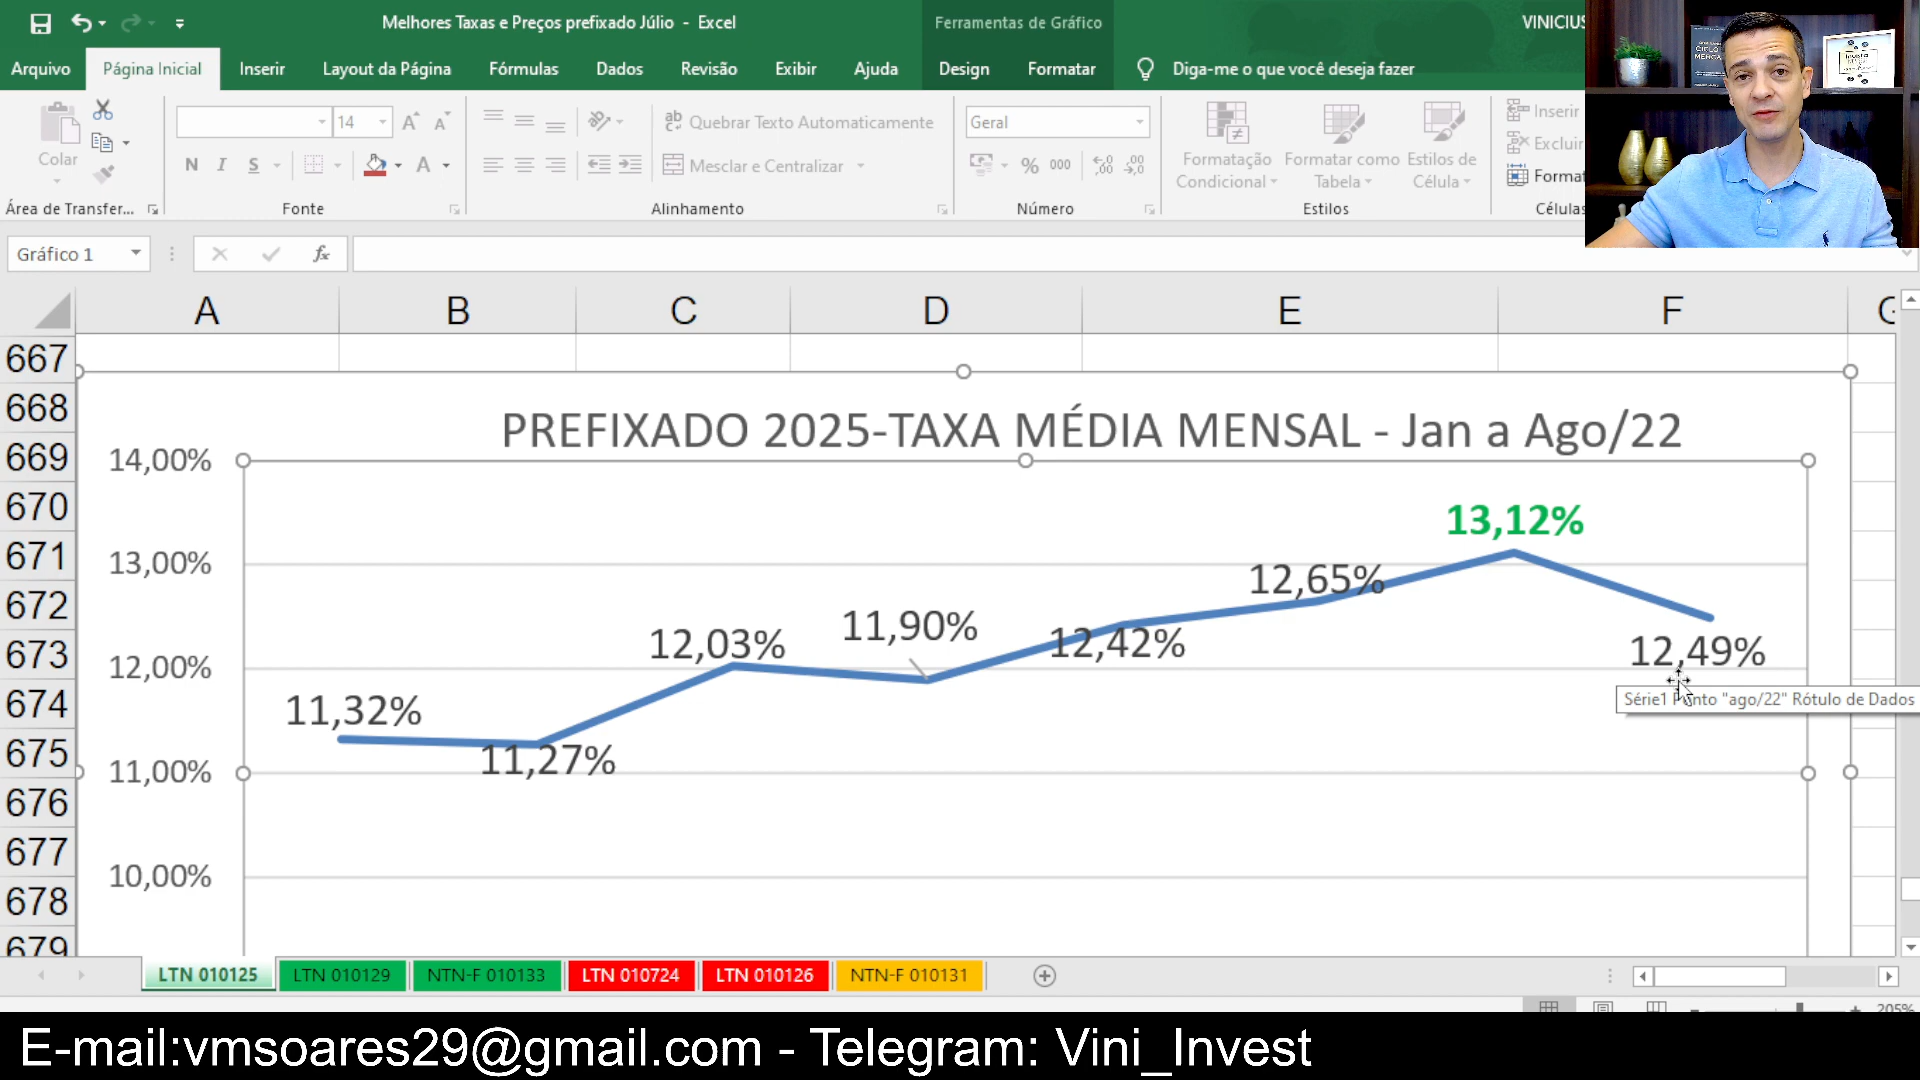 Melhores Taxas e Preços prefixado Júlio - Excel
Ferramentas de Gráfico
VINICIUS
Arquivo Página Inicial Inserir Layout da Página Fórmulas Dados Revisão Exibir Ajuda Design Formatar Diga-me o que você deseja fazer
Colar
14
Quebrar Texto Automaticamente
Geral
N I S
Mesclar e Centralizar
% 000
Formatação Condicional
Formatar como Tabela
Estilos de Célula
Inserir
Excluir
Format
Área de Transfer...
Fonte
Alinhamento
Número
Estilos
Células
Gráfico 1
fx
A B C D E F
667
668
669
670
671
672
673
674
675
676
677
678
679
PREFIXADO 2025-TAXA MÉDIA MENSAL - Jan a Ago/22
14,00%
13,00%
12,00%
11,00%
10,00%
11,32%
11,27%
12,03%
11,90%
12,42%
12,65%
13,12%
12,49%
Série1 Ponto "ago/22" Rótulo de Dados
LTN 010125 LTN 010129 NTN-F 010133 LTN 010724 LTN 010126 NTN-F 010131
205%
E-mail:vmsoares29@gmail.com - Telegram: Vini_Invest